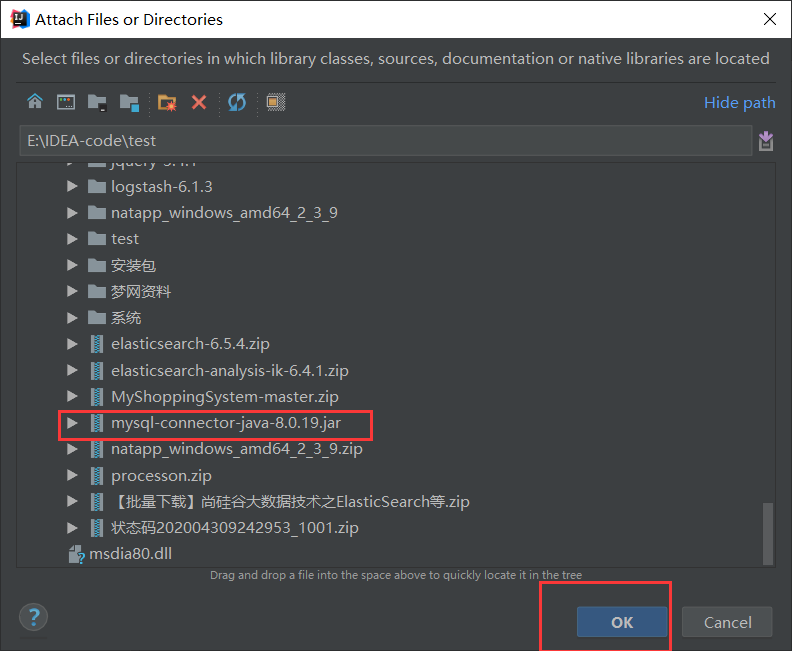 Attach Files or Directories
Select files or directories in which library classes, sources, documentation or native libraries are located
Hide path
E:\IDEA-code\test
logstash-6.1.3
natapp_windows_amd64_2_3_9
test
安装包
梦网资料
系统
elasticsearch-6.5.4.zip
elasticsearch-analysis-ik-6.4.1.zip
MyShoppingSystem-master.zip
mysql-connector-java-8.0.19.jar
natapp_windows_amd64_2_3_9.zip
processon.zip
【批量下载】尚硅谷大数据技术之ElasticSearch等.zip
状态码202004309242953_1001.zip
msdia80.dll
Drag and drop a file into the space above to quickly locate it in the tree
? OK Cancel